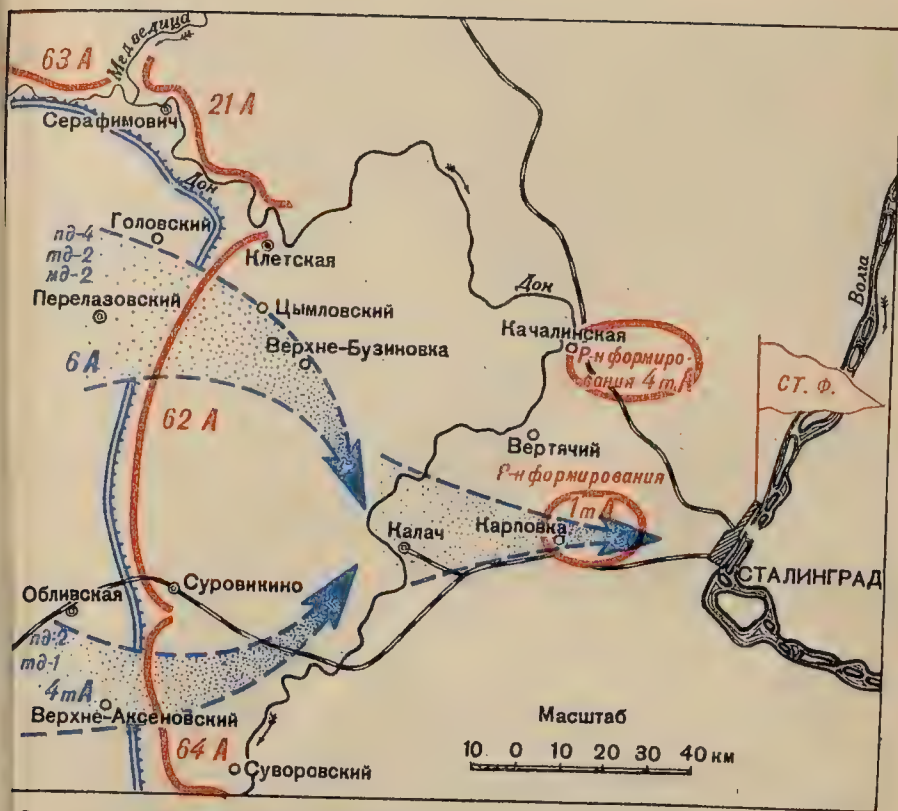 63 А
Медведица
21 А
Серафимович
Дон
Головский
пд-4
тд-2
мд-2
Клетская
Перелазовский
Цымловский
Дон
Волга
Верхне-Бузиновка
Качалинская
Р-н формиро-
вания 4 тА
6 А
СТ. Ф.
62 А
Вертячий
Р-н формирования
1 тА
Калач
Карповка
СТАЛИНГРАД
Обливская
Суровикино
пд-2
тд-1
4 тА
Верхне-Аксеновский
64 А
Суворовский
Масштаб
10 0 10 20 30 40 км